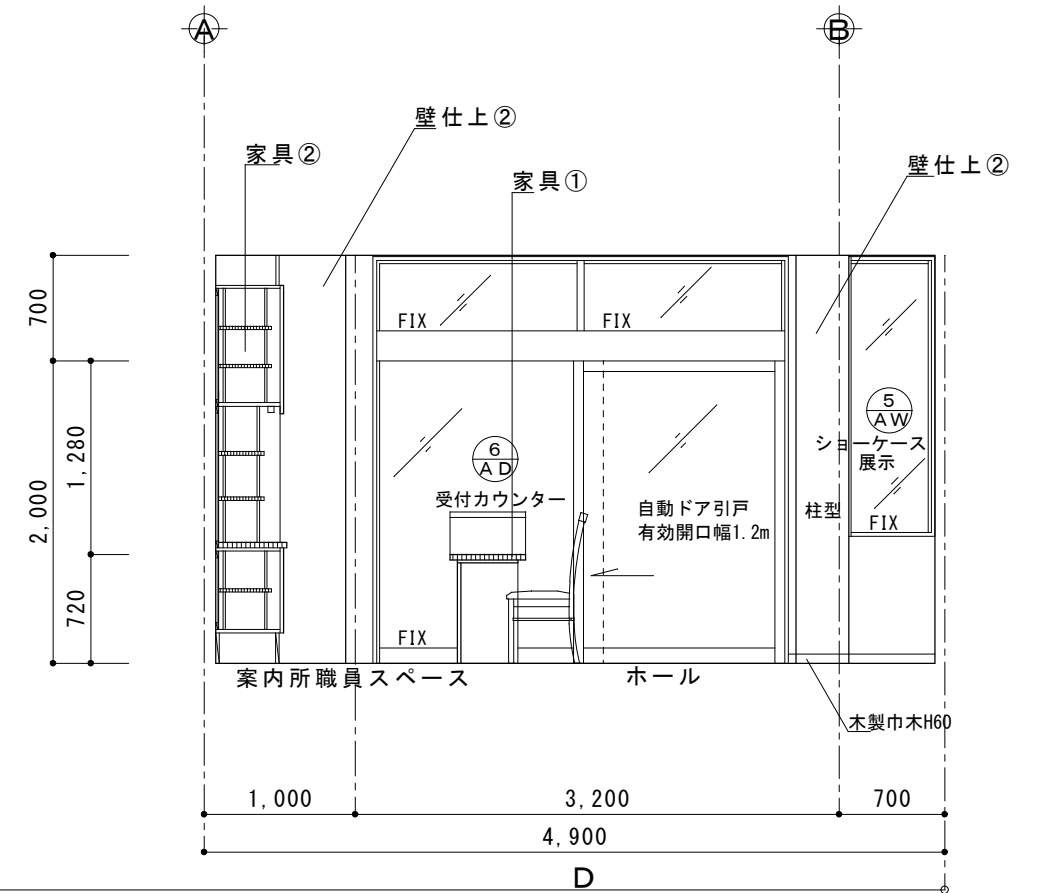 A
B
壁仕上②
家具②
家具①
壁仕上②
700
FIX
FIX
5
AW
ショーケース
展示
1,280
2,000
6
AD
受付カウンター
自動ドア引戸
有効開口幅1.2m
柱型
FIX
720
FIX
案内所職員スペース
ホール
木製巾木H60
1,000
3,200
700
4,900
D